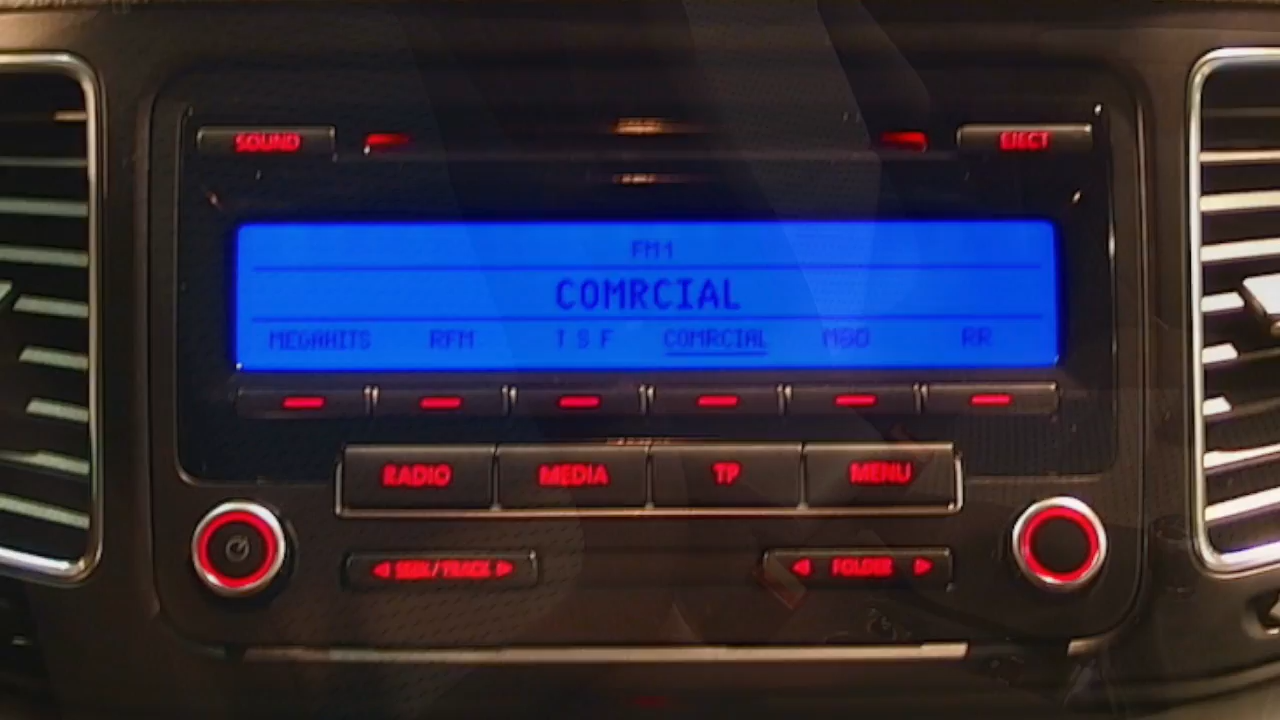 SOUND EJECT
FM1
COMRCIAL
MEGAHITS RFM T S F COMRCIAL M80 RR
RADIO MEDIA TP MENU
SEEK/TRACK FOLDER